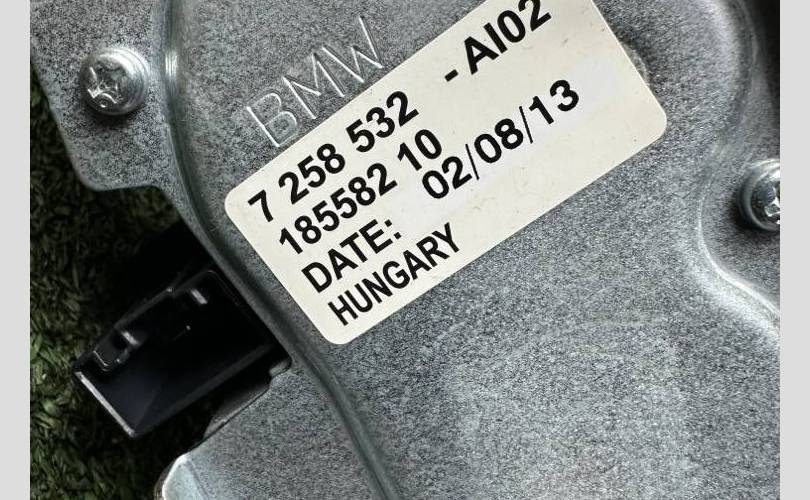 BMW
7 258 532 - AI02
185582 10
DATE: 02/08/13
HUNGARY